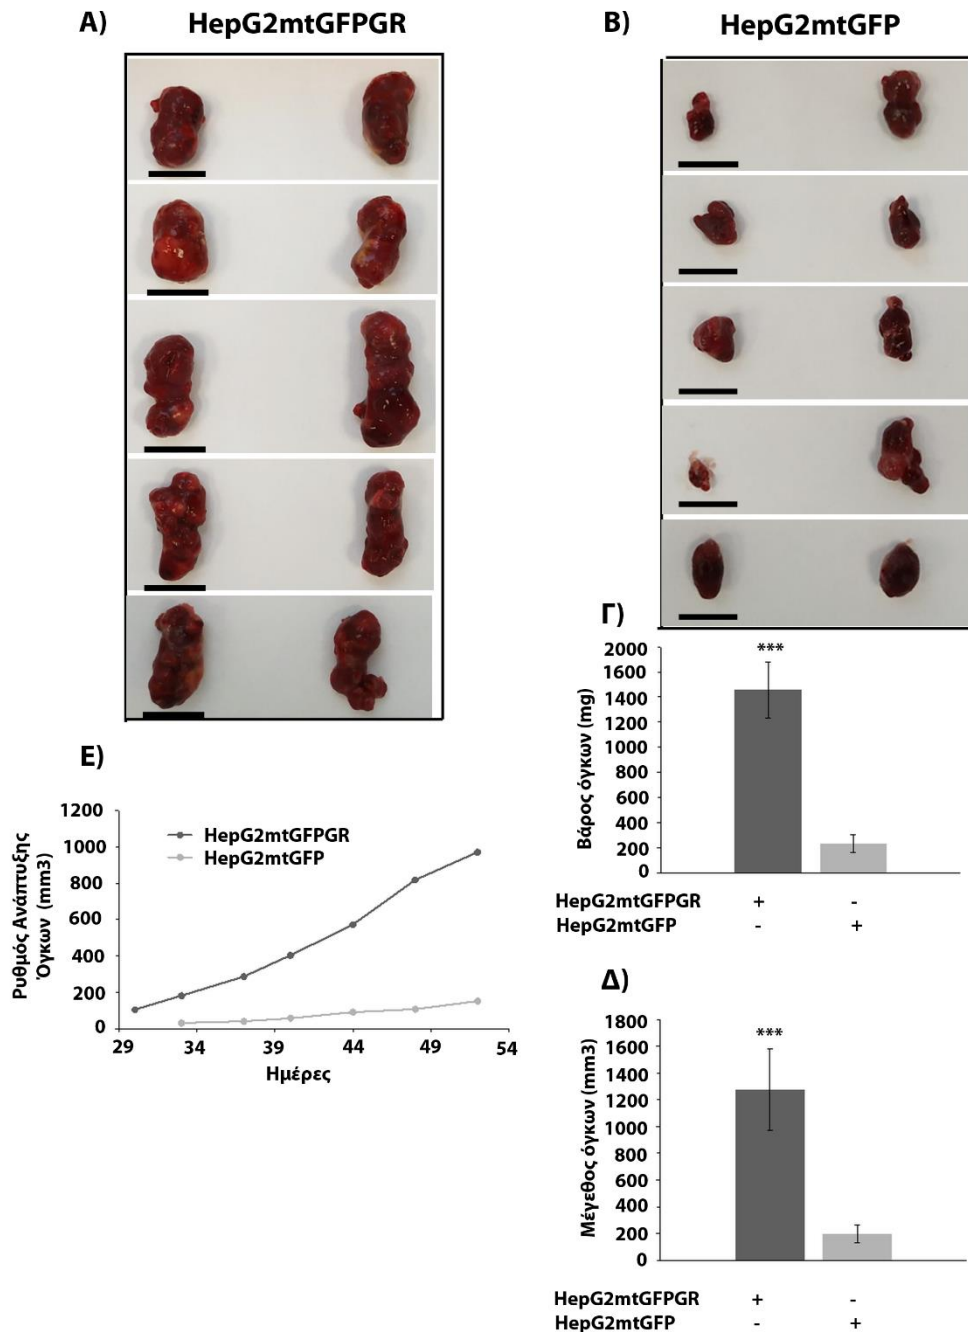 A) HepG2mtGFPGR
B) HepG2mtGFP
Γ)
2000
1600
1400
1200
1000
800
600
400
200
0
Βάρος όγκων (mg)
***
HepG2mtGFPGR + -
HepG2mtGFP - +
E)
1200
1000
800
600
400
200
0
Ρυθμός Ανάπτυξης
Όγκων (mm3)
HepG2mtGFPGR
HepG2mtGFP
29 34 39 44 49 54
Ημέρες
Δ)
1800
1600
1400
1200
1000
800
600
400
200
0
Μέγεθος όγκων (mm3)
***
HepG2mtGFPGR + -
HepG2mtGFP - +